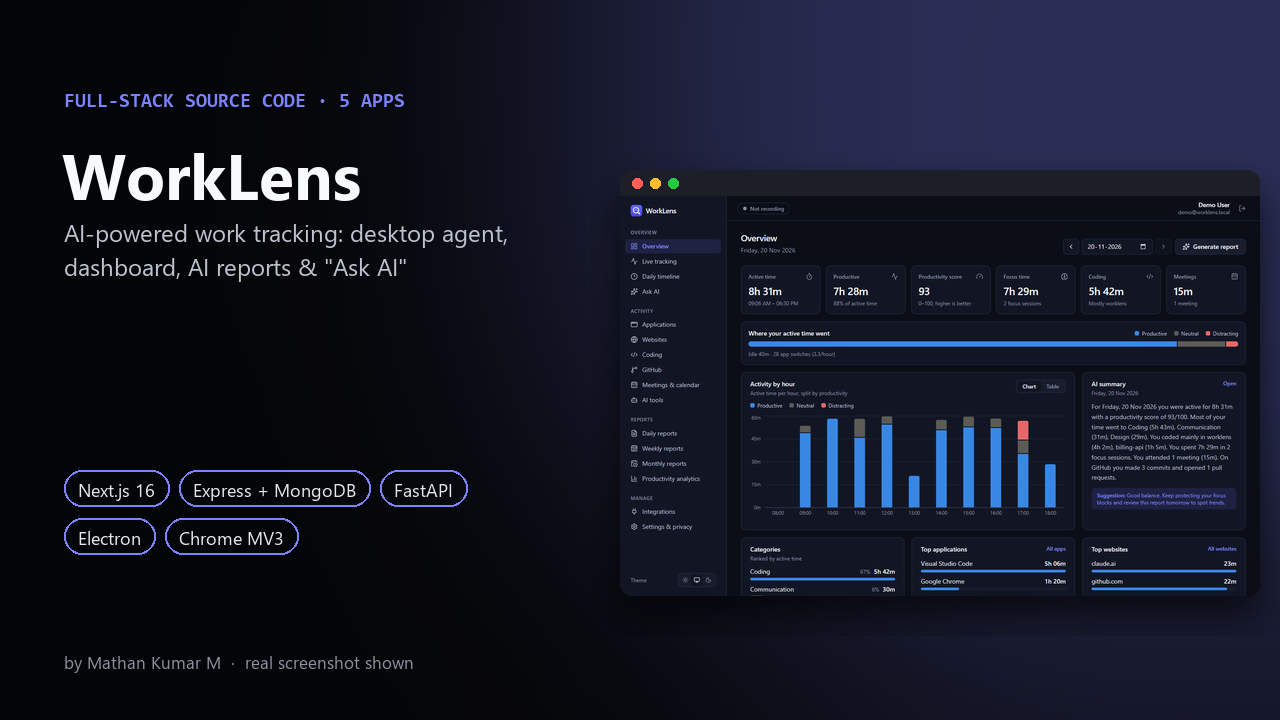 FULL-STACK SOURCE CODE · 5 APPS
WorkLens
AI-powered work tracking: desktop agent,
dashboard, AI reports & "Ask AI"
Next.js 16
Express + MongoDB
FastAPI
Electron
Chrome MV3
by Mathan Kumar M · real screenshot shown
WorkLens
OVERVIEW
Overview
Live tracking
Daily timeline
Ask AI
ACTIVITY
Applications
Websites
Coding
GitHub
Meetings & calendar
AI tools
REPORTS
Daily reports
Weekly reports
Monthly reports
Productivity analytics
MANAGE
Integrations
Settings & privacy
Theme
Not recording
Demo User
demo@worklens.local
Overview
Friday, 20 Nov 2026
20-11-2026
Generate report
Active time
8h 31m
09:06 AM – 06:30 PM
Productive
7h 28m
88% of active time
Productivity score
93
0–100, higher is better
Focus time
7h 29m
2 focus sessions
Coding
5h 42m
Mostly worklens
Meetings
15m
1 meeting
Where your active time went
Productive Neutral Distracting
Idle 40m · 28 app switches (3.3/hour)
Activity by hour
Active time per hour, split by productivity
Chart Table
Productive Neutral Distracting
60m
45m
30m
15m
0m
08:00 09:00 10:00 11:00 12:00 13:00 14:00 15:00 16:00 17:00 18:00
AI summary
Open
Friday, 20 Nov 2026
For Friday, 20 Nov 2026 you were active for 8h 31m
with a productivity score of 93/100. Most of your
time went to Coding (5h 43m), Communication
(31m), Design (29m). You coded mainly in worklens
(4h 2m), billing-api (1h 5m). You spent 7h 29m in 2
focus sessions. You attended 1 meeting (15m). On
GitHub you made 3 commits and opened 1 pull
requests.
Suggestion: Good balance. Keep protecting your focus
blocks and review this report tomorrow to spot trends.
Categories
Ranked by active time
Coding 67% 5h 42m
Communication 6% 30m
Top applications
All apps
Visual Studio Code 5h 06m
Google Chrome 1h 20m
Top websites
All websites
claude.ai 23m
github.com 22m